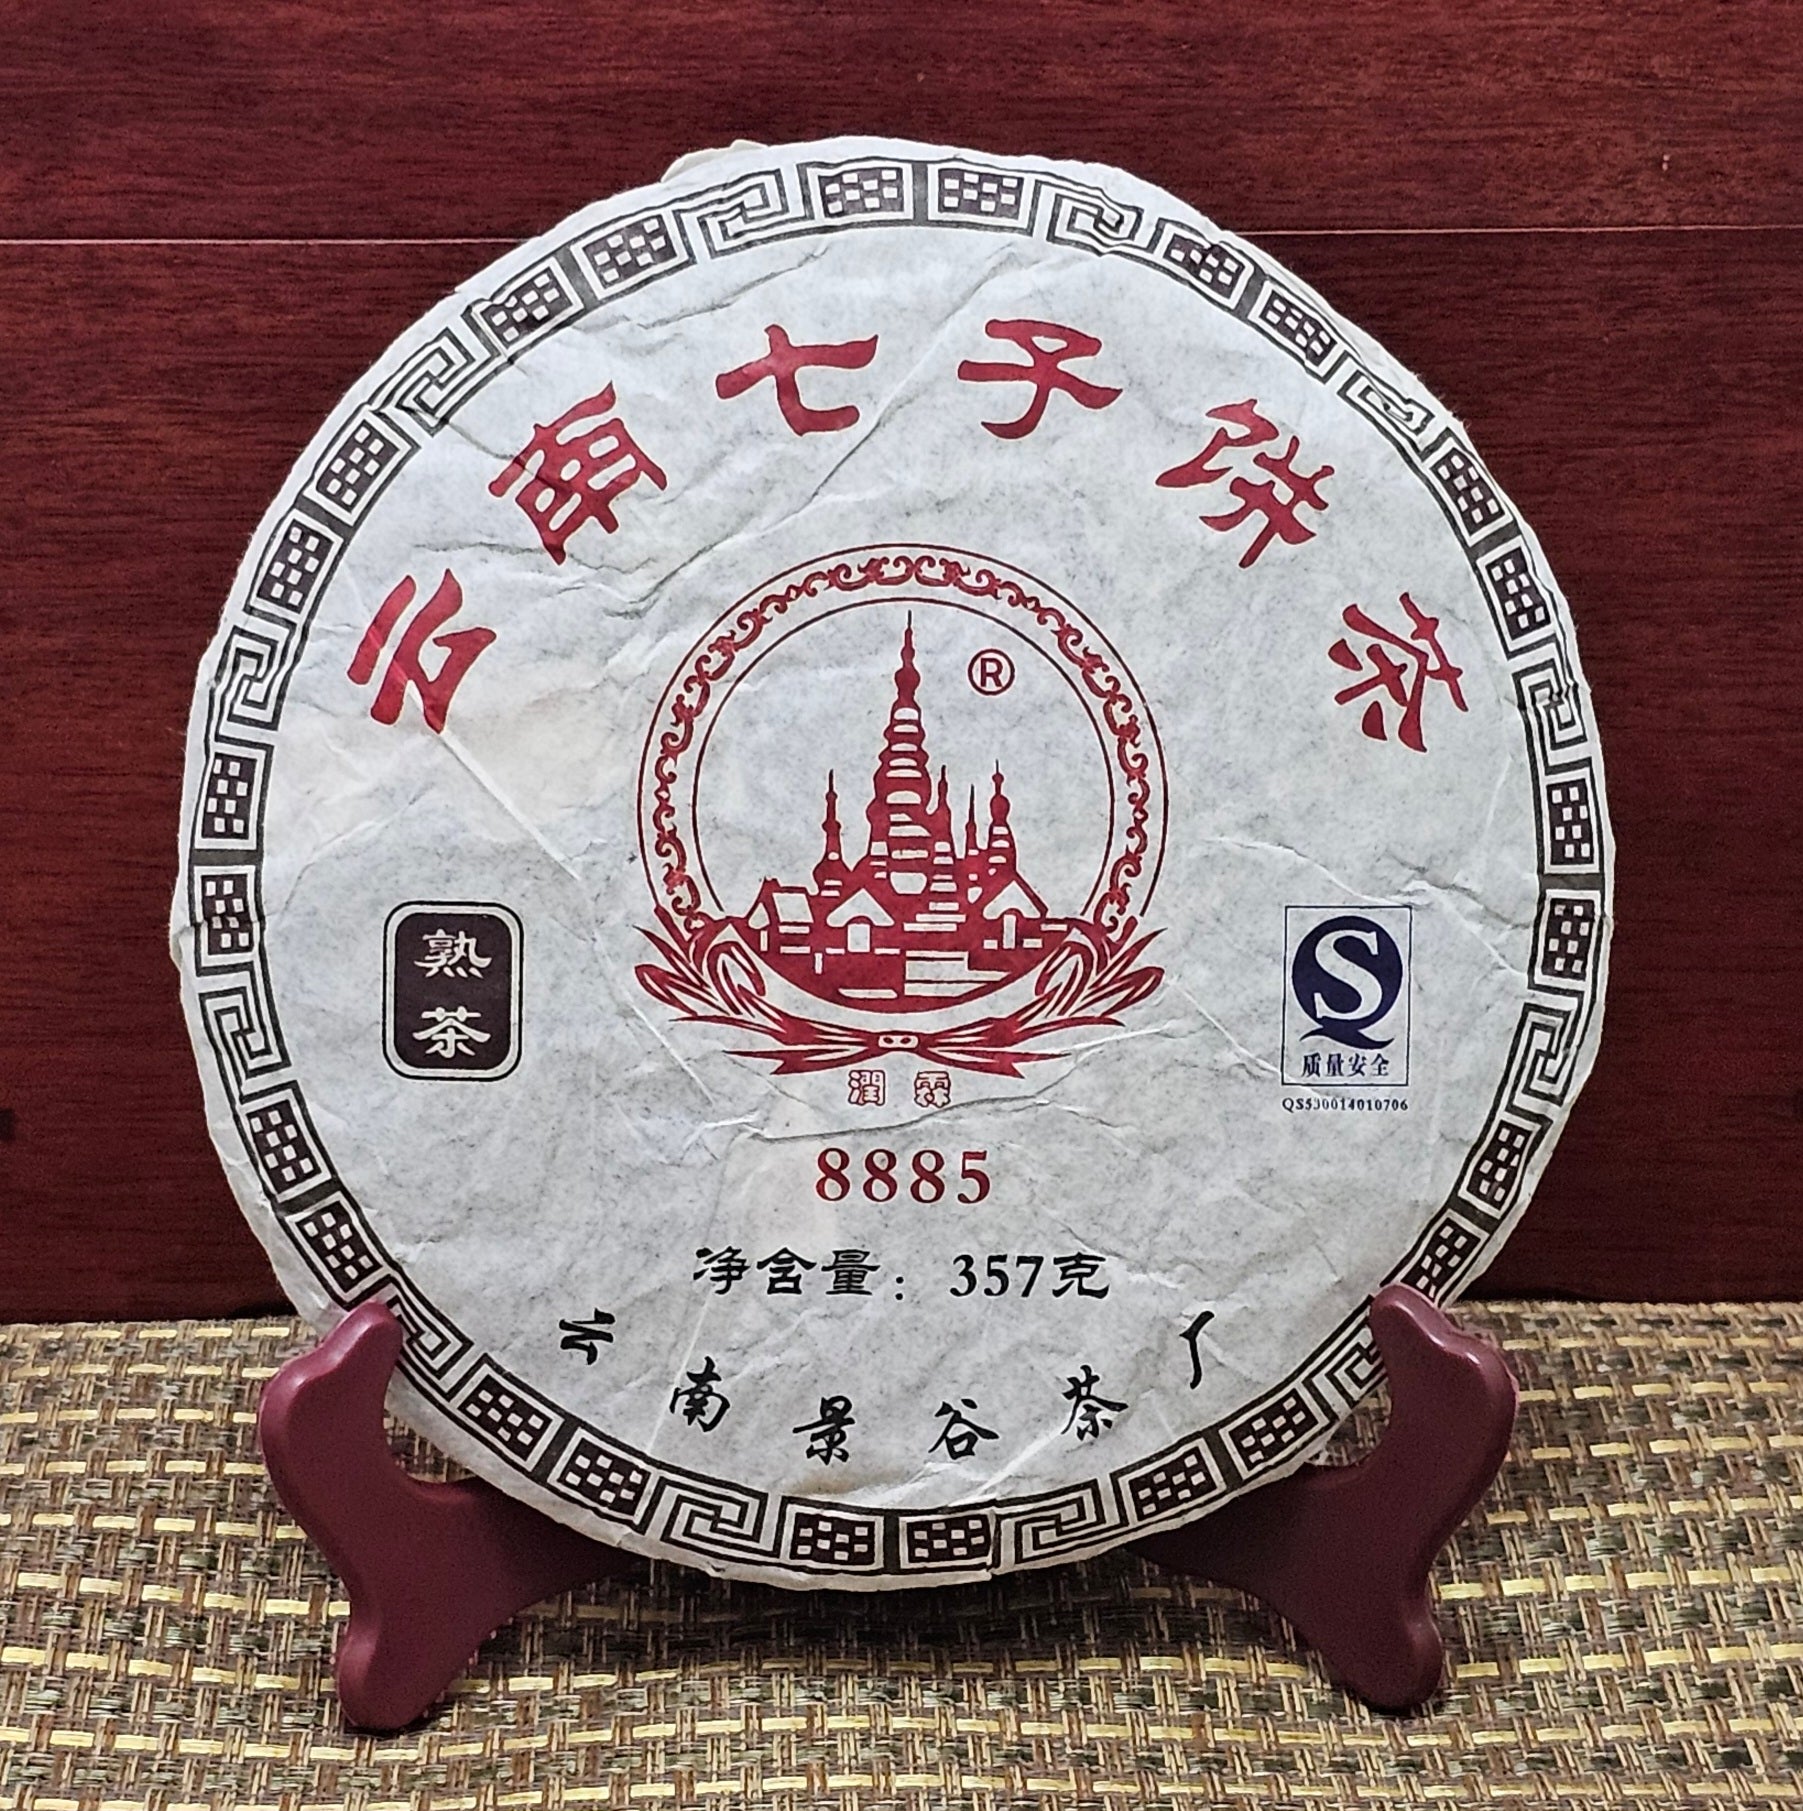 云南七子饼茶
®
熟茶
S
质量安全
QS530014010706
潤霖
8885
净含量：357克
云南景谷茶厂